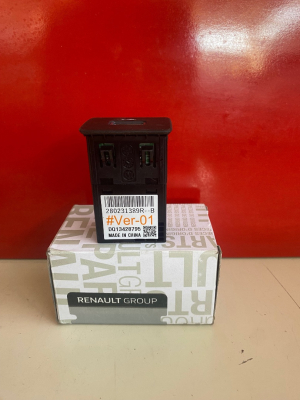 280231389R--B
#Ver-01
DQ13428795
MADE IN CHINA
RENAULT GROUP